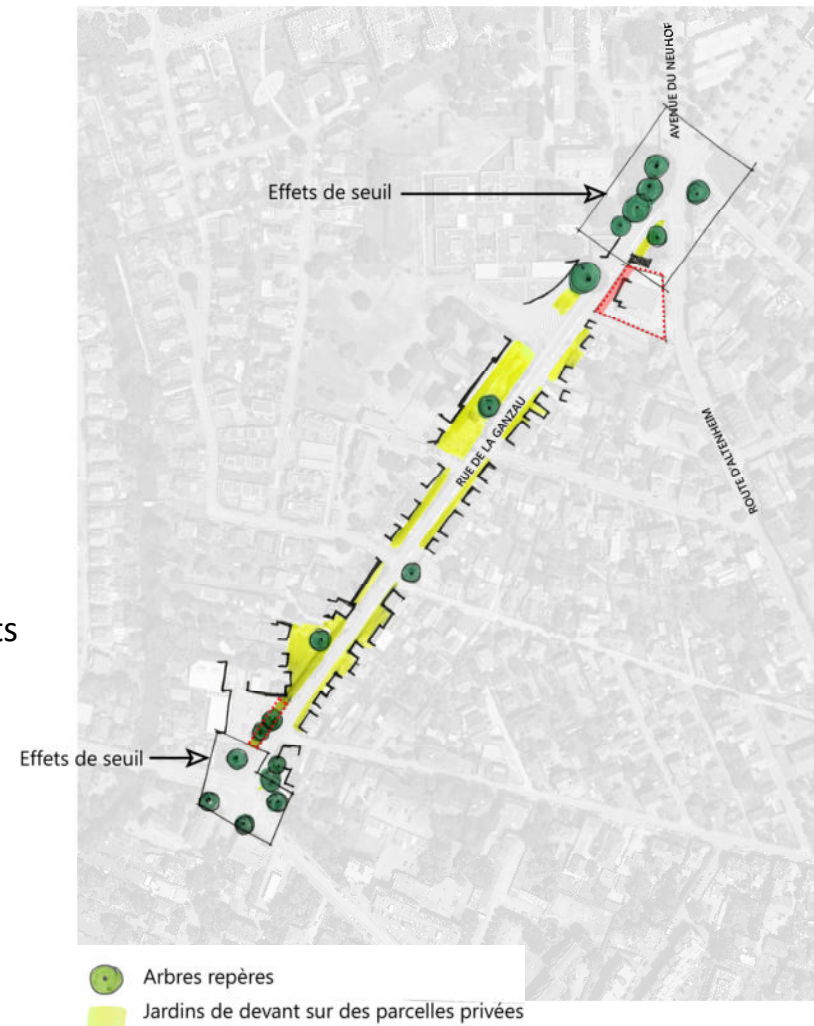 AVENUE DU NEUHOF
Effets de seuil
RUE DE LA GANZAU
ROUTE D'ALTENHEIM
ts
Effets de seuil
Arbres repères
Jardins de devant sur des parcelles privées